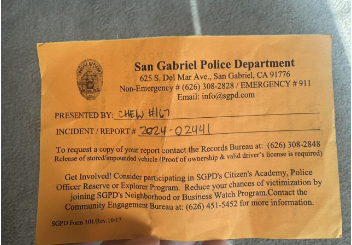 San Gabriel Police Department
625 S. Del Mar Ave., San Gabriel, CA 91776
Non-Emergency # (626) 308-2828 / EMERGENCY # 911
Email: info@sgpd.com
PRESENTED BY: CHEW #167
INCIDENT / REPORT # 2024-02441
To request a copy of your report contact the Records Bureau at: (626) 308-2848
Release of stored/impounded vehicle (Proof of ownership & valid driver's license is required)
Get Involved! Consider participating in SGPD's Citizen's Academy, Police
Officer Reserve or Explorer Program. Reduce your chances of victimization by
joining SGPD's Neighborhood or Business Watch Program.Contact the
Community Engagement Bureau at: (626) 451-5452 for more information.
SGPD Form 101/Rev.